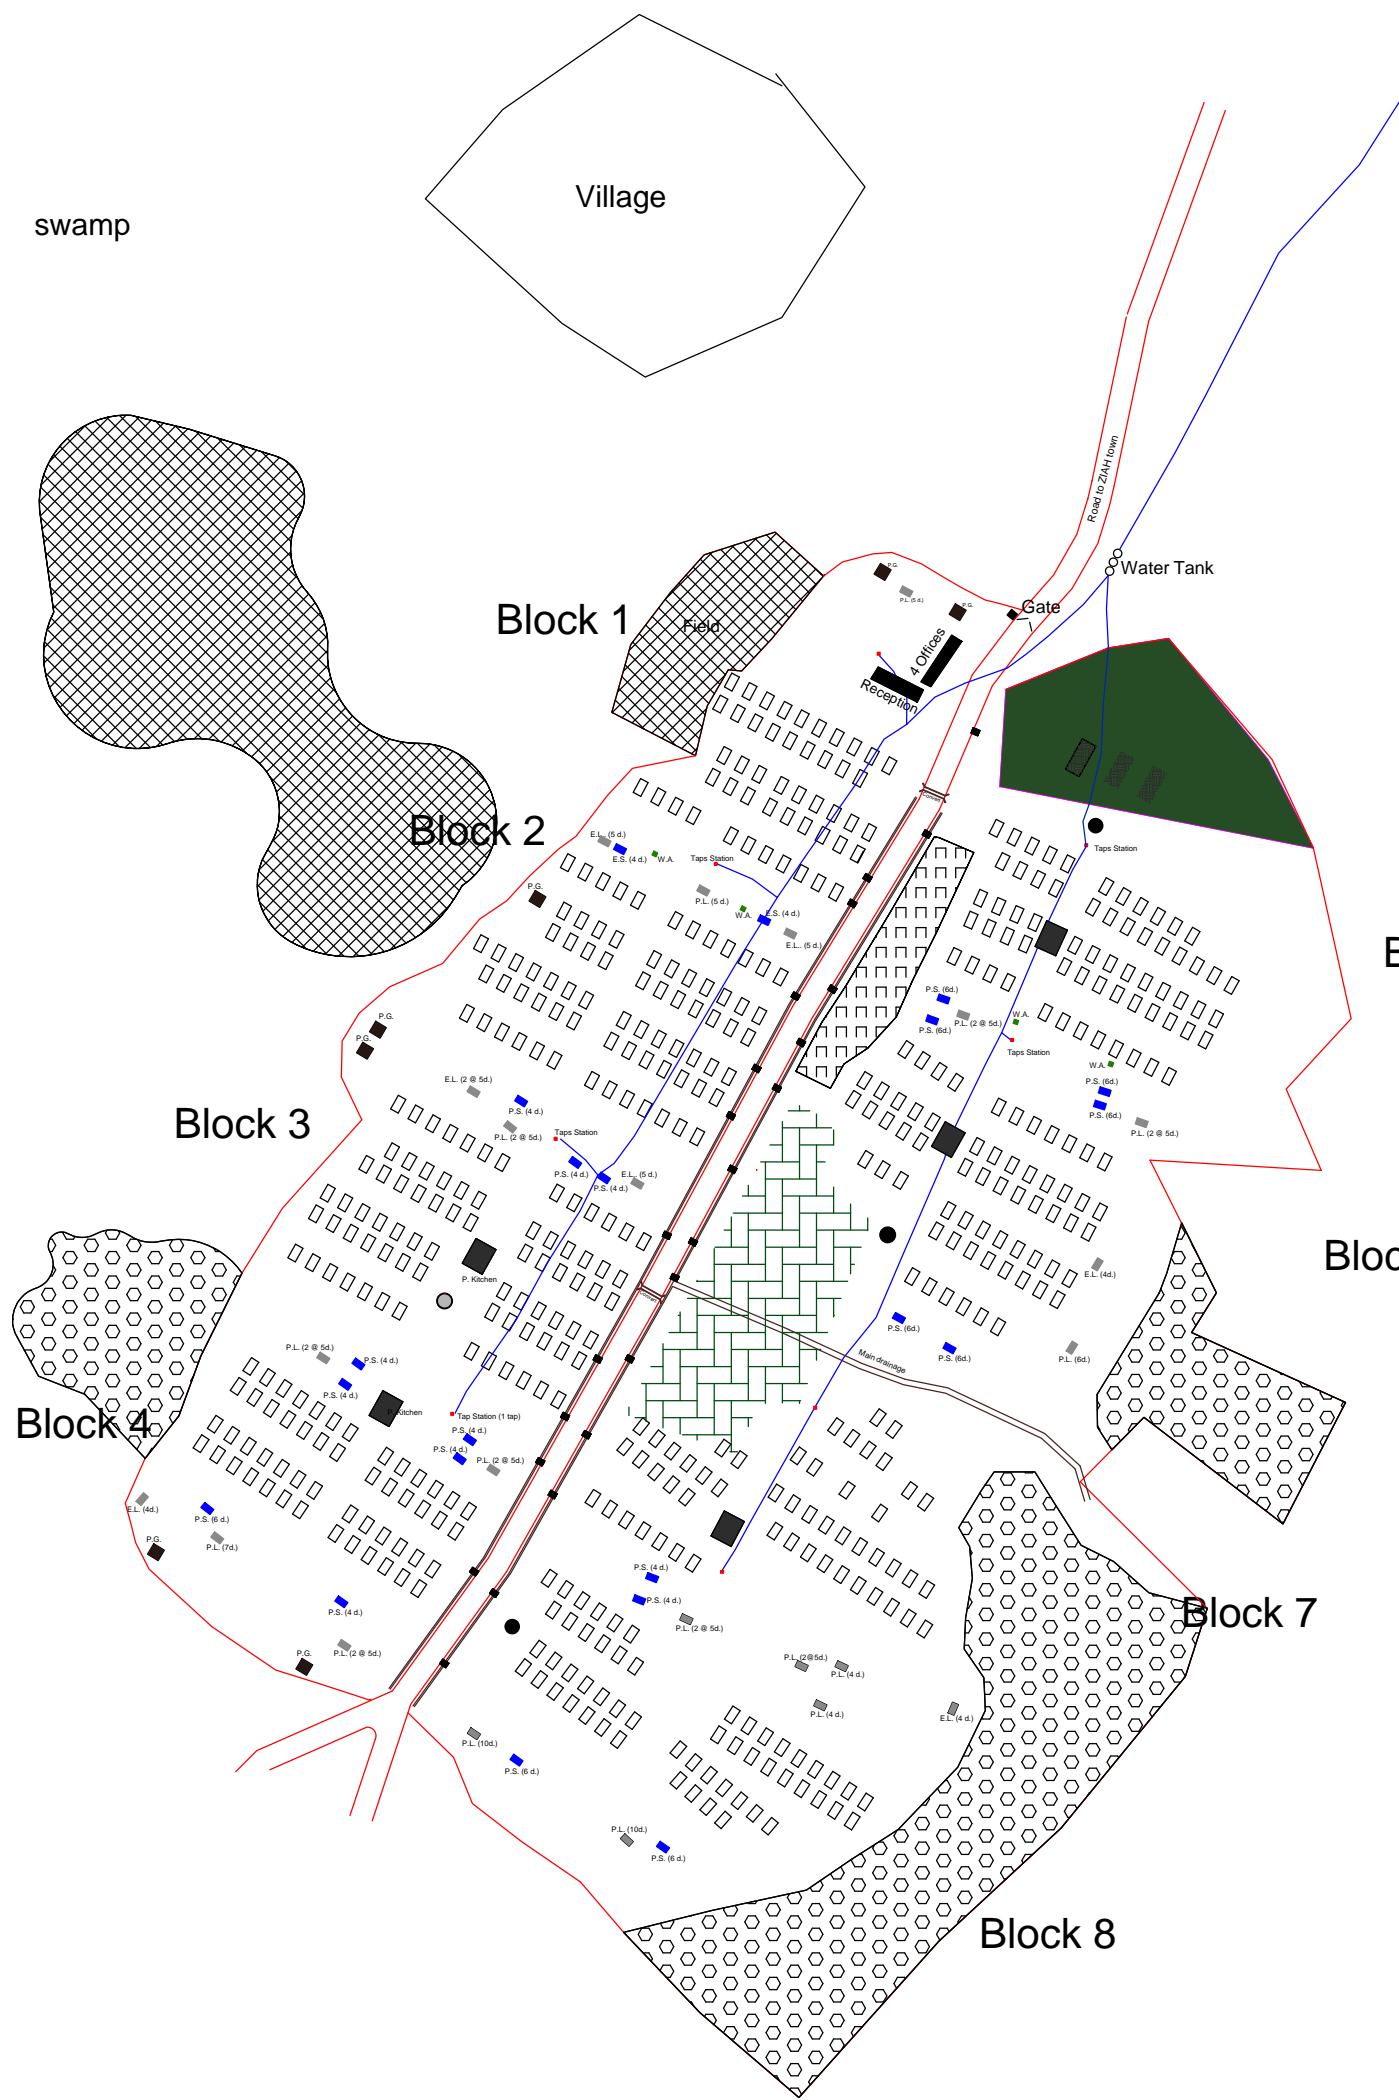 Village
swamp
Road to ZIAH town
Water Tank
P.G.
P.L. (5 d.)
P.G.
Gate
Block 1
Field
4 Offices
Reception
Block 2
E.L. (5 d.)
E.S. (4 d.)
W.A.
Taps Station
Taps Station
P.G.
P.L. (5 d.)
W.A.
E.S. (4 d.)
E.L.. (5 d.)
B
P.S. (6d.)
P.S. (6d.)
P.L. (2 @ 5d.)
W.A.
Taps Station
P.G.
P.G.
W.A.
P.S. (6d.)
P.S. (6d.)
P.L. (2 @ 5d.)
E.L. (2 @ 5d.)
P.S. (4 d.)
P.L. (2 @ 5d.)
Block 3
Taps Station
P.S. (4 d.)
P.S. (4 d.)
E.L. (5 d.)
Bloc
P. Kitchen
E.L. (4d.)
P.S. (6d.)
P.S. (6d.)
P.L. (6d.)
Main drainage
P.L. (2 @ 5d.)
P.S. (4 d.)
P.S. (4 d.)
P. Kitchen
Block 4
Tap Station (1 tap)
P.S. (4 d.)
P.S. (4 d.)
P.L. (2 @ 5d.)
E.L. (4d.)
P.S. (6 d.)
P.G.
P.L. (7d.)
P.S. (4 d.)
P.S. (4 d.)
P.L. (2 @ 5d.)
P.S. (4 d.)
Block 7
P.G.
P.L. (2 @ 5d.)
P.L. (2@5d.)
P.L. (4 d.)
P.L. (4 d.)
E.L. (4 d.)
P.L. (10d.)
P.S. (6 d.)
P.L. (10d.)
P.S. (6 d.)
Block 8